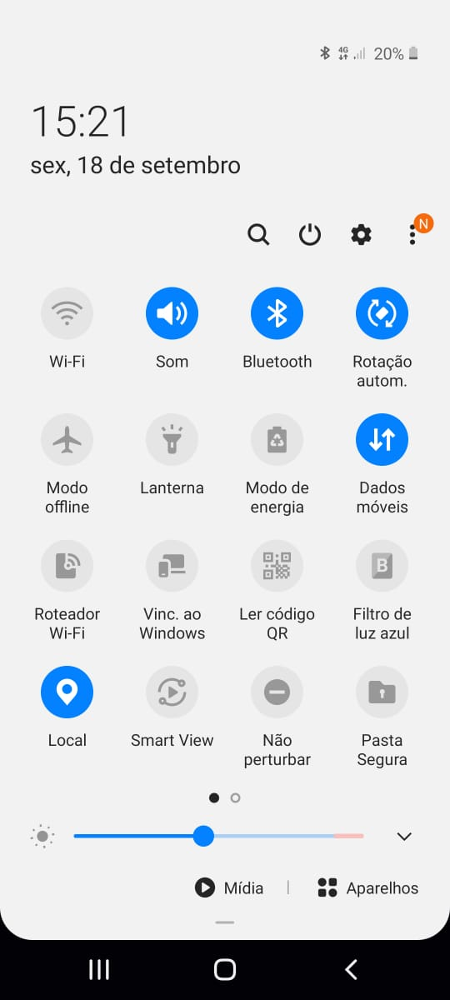 4G 20%
15:21
sex, 18 de setembro
N
Wi-Fi Som Bluetooth Rotação
autom.
Modo Lanterna Modo de Dados
offline energia móveis
B
Roteador Vinc. ao Ler código Filtro de
Wi-Fi Windows QR luz azul
Local Smart View Não Pasta
perturbar Segura
Mídia | Aparelhos